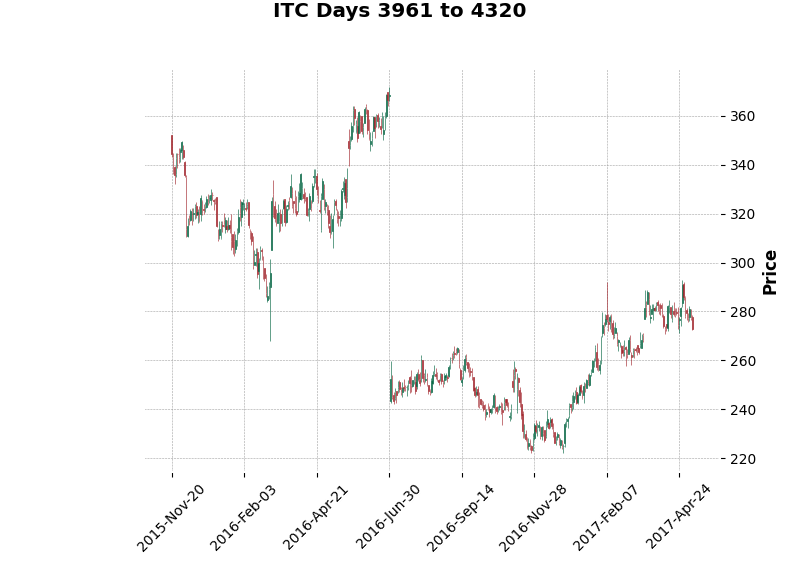 ITC Days 3961 to 4320
360
340
320
300
280
260
240
220
Price
2015-Nov-20
2016-Feb-03
2016-Apr-21
2016-Jun-30
2016-Sep-14
2016-Nov-28
2017-Feb-07
2017-Apr-24